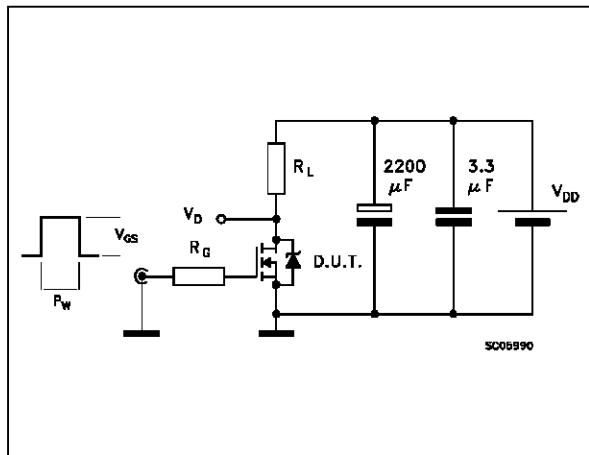 R_L
2200
μF
3.3
μF
V_DD
V_D
V_GS
R_G
D.U.T.
P_W
SC05990